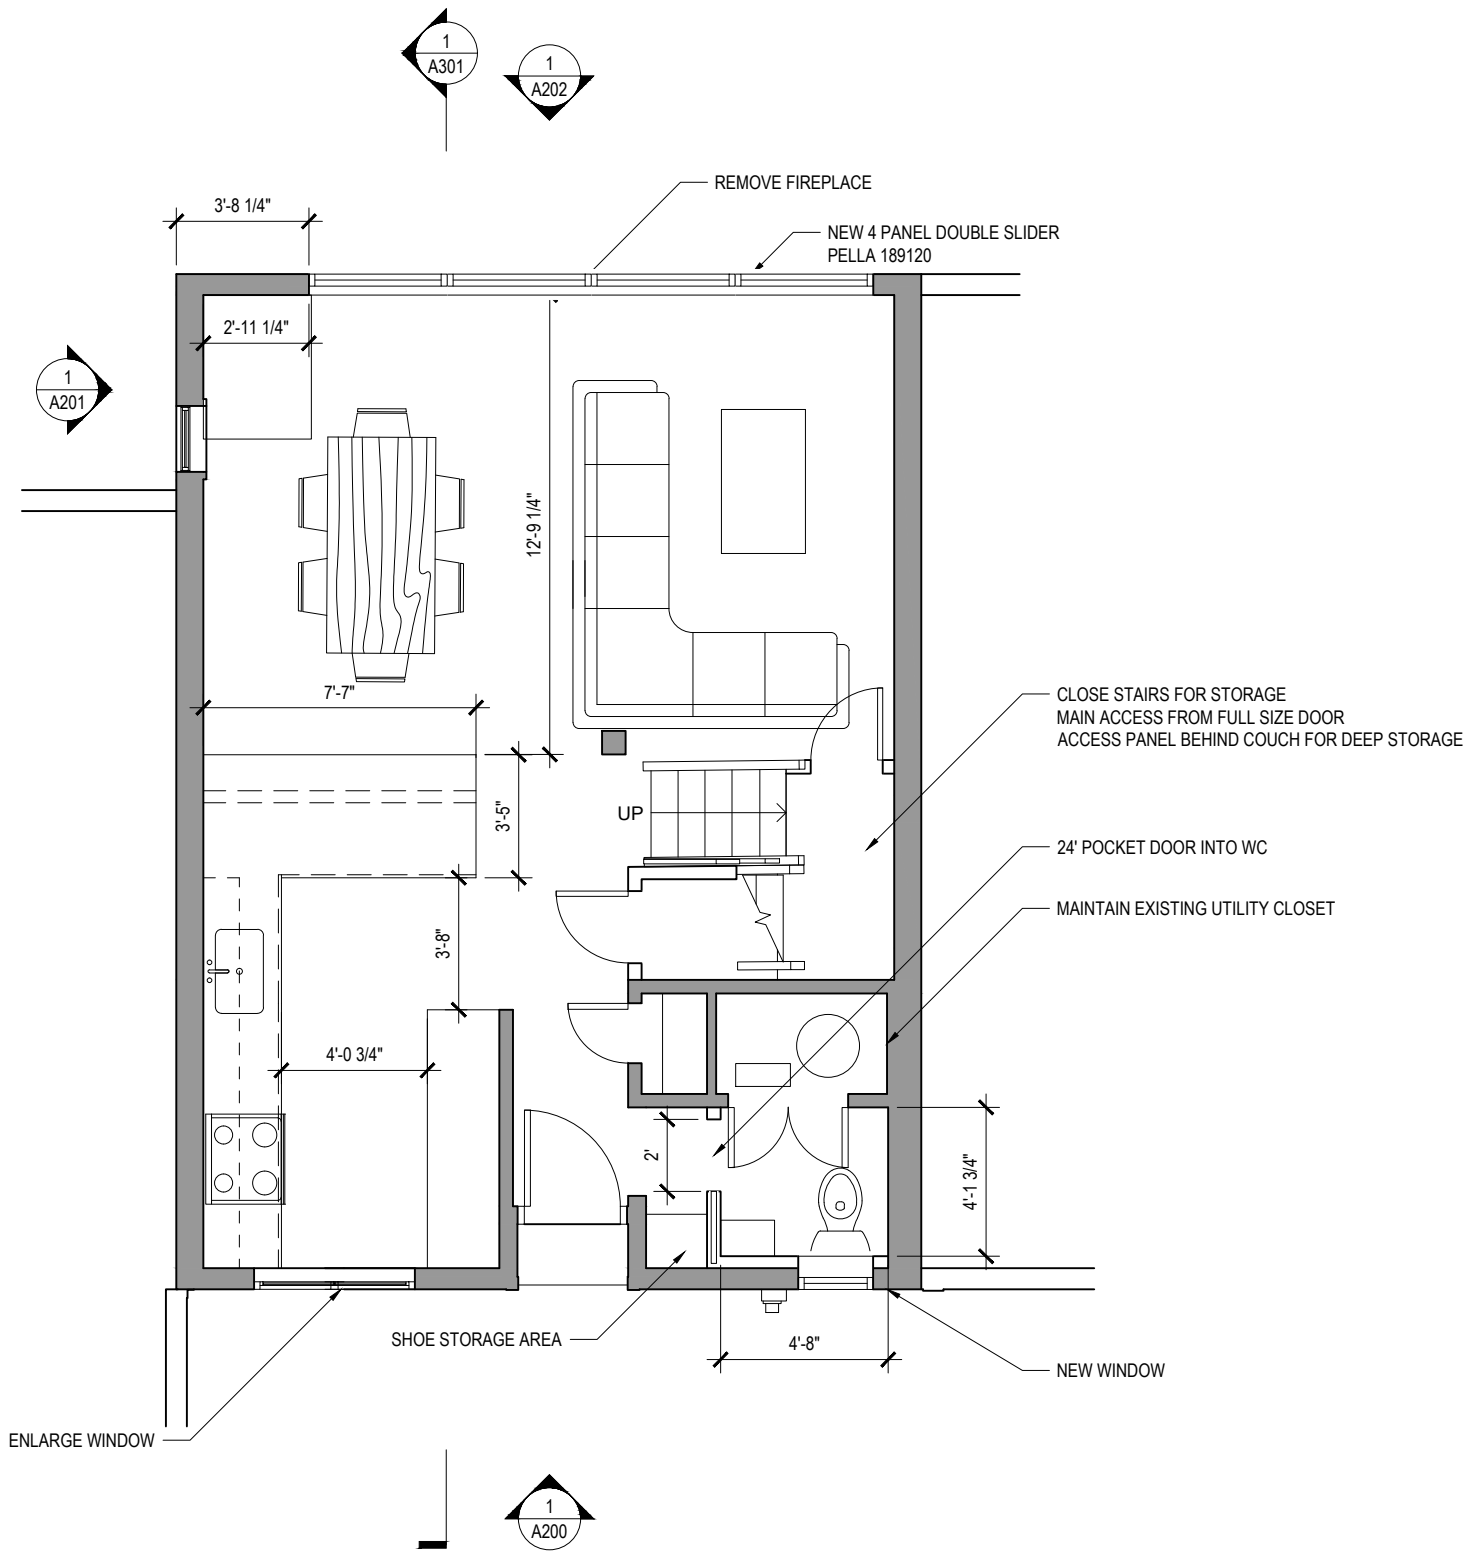 1
A301
1
A202
REMOVE FIREPLACE
3'-8 1/4"
NEW 4 PANEL DOUBLE SLIDER
PELLA 189120
2'-11 1/4"
1
A201
12'-9 1/4"
7'-7"
CLOSE STAIRS FOR STORAGE
MAIN ACCESS FROM FULL SIZE DOOR
ACCESS PANEL BEHIND COUCH FOR DEEP STORAGE
3'-5"
UP
24' POCKET DOOR INTO WC
MAINTAIN EXISTING UTILITY CLOSET
3'-8"
4'-0 3/4"
2'
4'-1 3/4"
SHOE STORAGE AREA
4'-8"
NEW WINDOW
ENLARGE WINDOW
1
A200